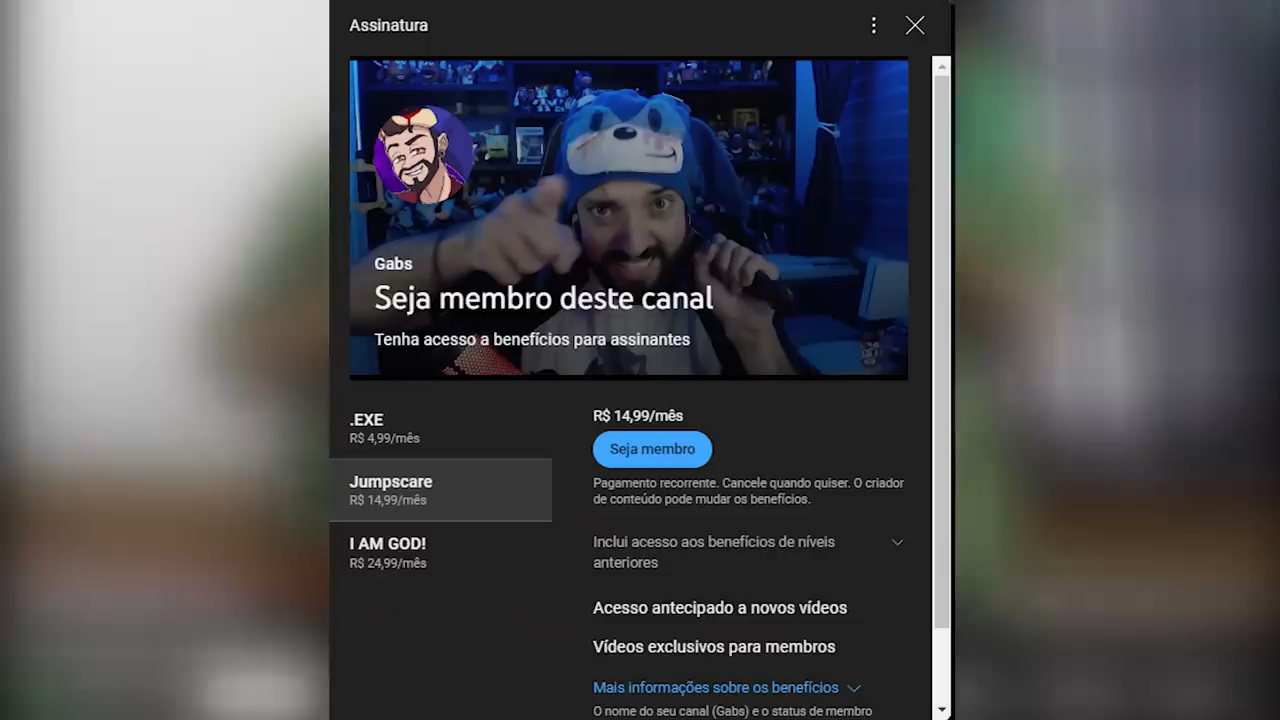 Assinatura
Gabs
Seja membro deste canal
Tenha acesso a benefícios para assinantes
.EXE
R$ 4,99/mês
Jumpscare
R$ 14,99/mês
I AM GOD!
R$ 24,99/mês
R$ 14,99/mês
Seja membro
Pagamento recorrente. Cancele quando quiser. O criador
de conteúdo pode mudar os benefícios.
Inclui acesso aos benefícios de níveis
anteriores
Acesso antecipado a novos vídeos
Vídeos exclusivos para membros
Mais informações sobre os benefícios
O nome do seu canal (Gabs) e o status de membro